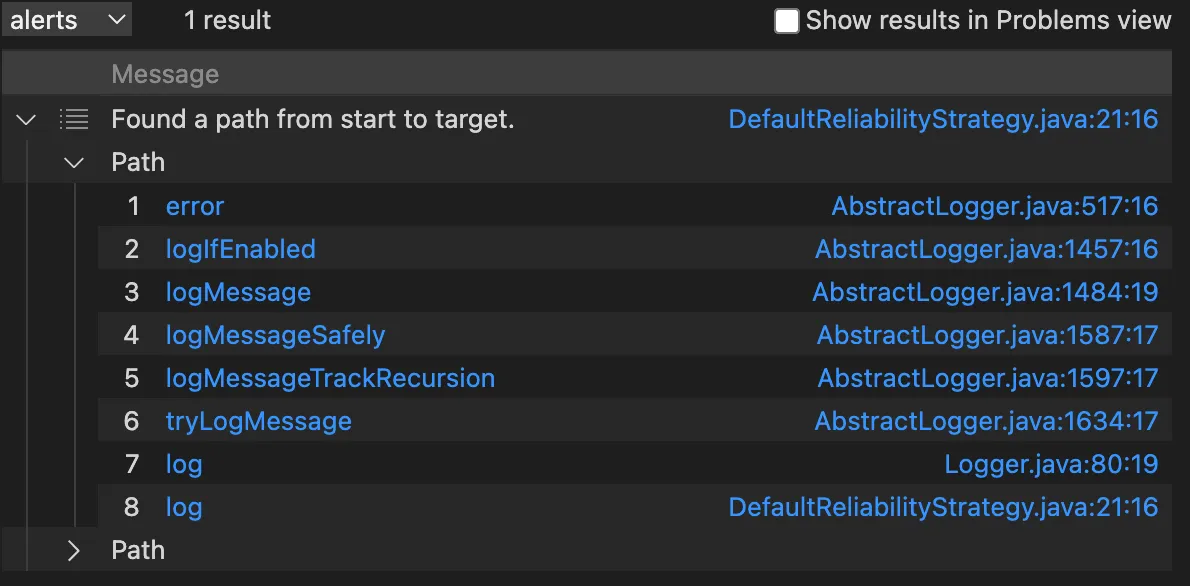 alerts 1 result Show results in Problems view
Message
Found a path from start to target. DefaultReliabilityStrategy.java:21:16
Path
1 error AbstractLogger.java:517:16
2 logIfEnabled AbstractLogger.java:1457:16
3 logMessage AbstractLogger.java:1484:19
4 logMessageSafely AbstractLogger.java:1587:17
5 logMessageTrackRecursion AbstractLogger.java:1597:17
6 tryLogMessage AbstractLogger.java:1634:17
7 log Logger.java:80:19
8 log DefaultReliabilityStrategy.java:21:16
Path